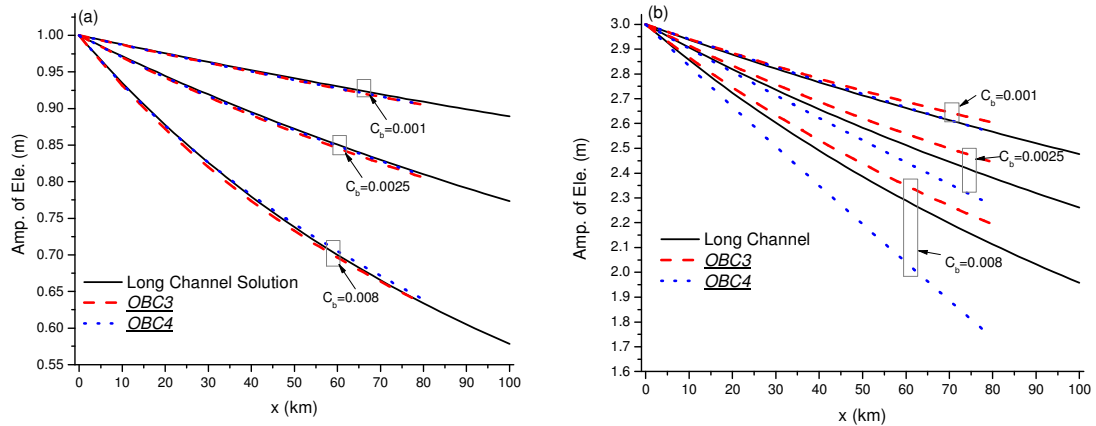 (a)
1.00
0.95
0.90
0.85
0.80
0.75
0.70
0.65
0.60
0.55
Amp. of Ele. (m)
C_b=0.001
C_b=0.0025
C_b=0.008
Long Channel Solution
OBC3
OBC4
0 10 20 30 40 50 60 70 80 90 100
x (km)
(b)
3.0
2.9
2.8
2.7
2.6
2.5
2.4
2.3
2.2
2.1
2.0
1.9
1.8
1.7
1.6
Amp. of Ele. (m)
C_b=0.001
C_b=0.0025
C_b=0.008
Long Channel
OBC3
OBC4
0 10 20 30 40 50 60 70 80 90 100
x (km)